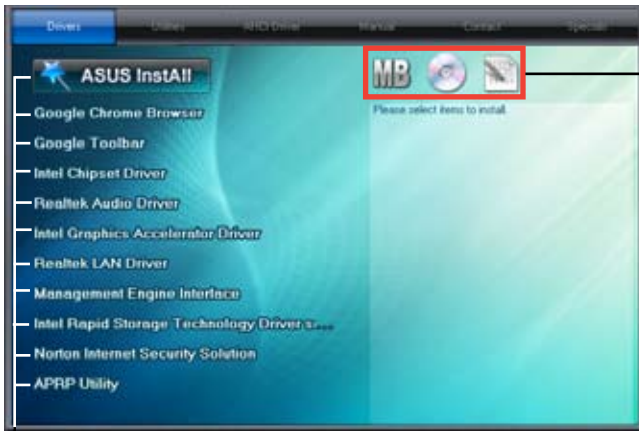 Drivers Utilities AHCI Driver Manual Contact Specials
ASUS InstAll
MB
Google Chrome Browser
Please select items to install.
Google Toolbar
Intel Chipset Driver
Realtek Audio Driver
Intel Graphics Accelerator Driver
Realtek LAN Driver
Management Engine Interface
Intel Rapid Storage Technology Driver s....
Norton Internet Security Solution
APRP Utility